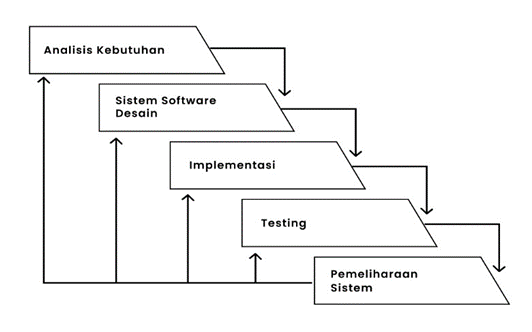 Analisis Kebutuhan
Sistem Software
Desain
Implementasi
Testing
Pemeliharaan
Sistem